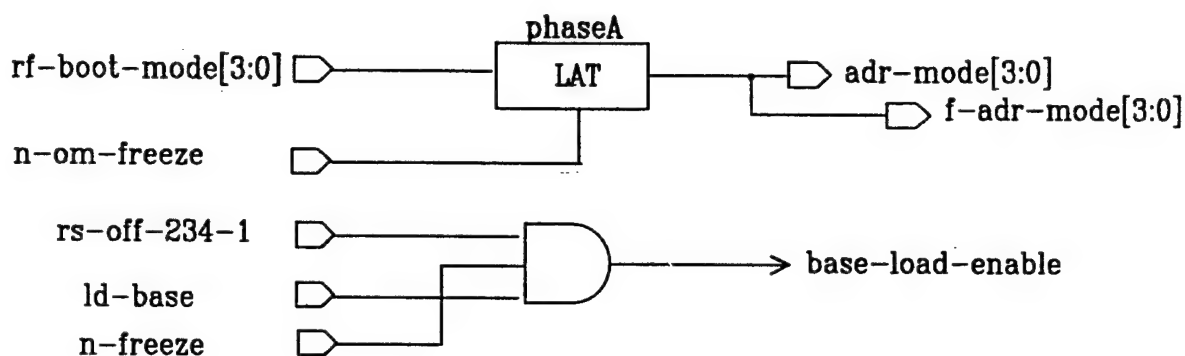 phaseA
rf-boot-mode[3:0]
LAT
adr-mode[3:0]
f-adr-mode[3:0]
n-om-freeze
rs-off-234-1
base-load-enable
ld-base
n-freeze